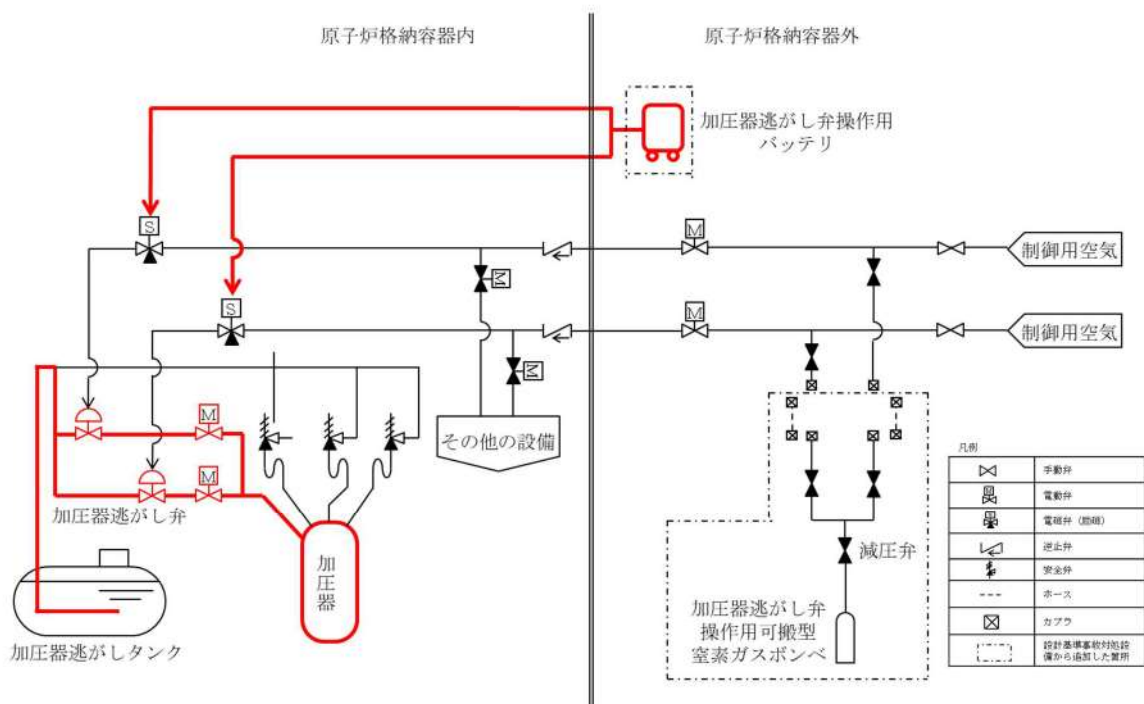 原子炉格納容器内
原子炉格納容器外
加圧器逃がし弁操作用
バッテリ
S
M
制御用空気
M
S
M
制御用空気
M
その他の設備
M
M
加圧器逃がし弁
加圧器
減圧弁
加圧器逃がし弁
操作用可搬型
窒素ガスボンベ
加圧器逃がしタンク
凡例
手動弁
M
電動弁
電磁弁（励磁）
逆止弁
安全弁
ホース
カプラ
設計基準事故対処設
備から追加した箇所